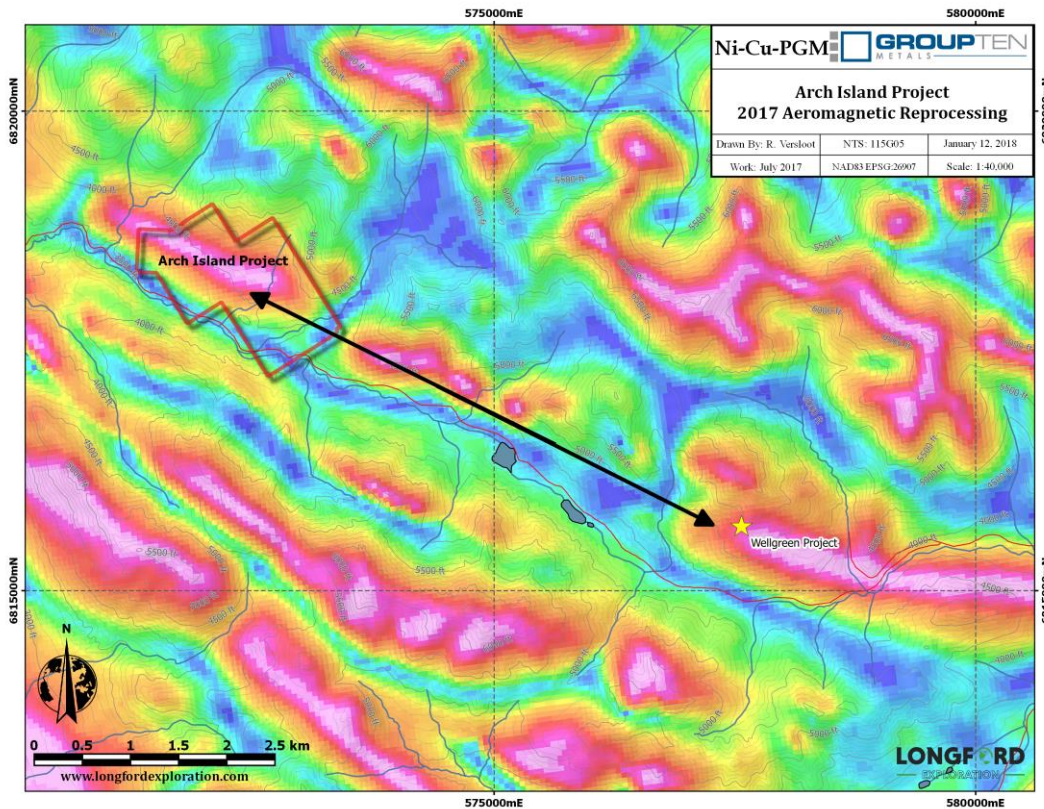 575000mE
580000mE
Ni-Cu-PGM
GROUPTEN
METALS
Arch Island Project
2017 Aeromagnetic Reprocessing
Drawn By: R. Versloot
NTS: 115G05
January 12, 2018
Work: July 2017
NAD83 EPSG:26907
Scale: 1:40,000
6820000mN
Arch Island Project
Wellgreen Project
6815000mN
4000-ft
5000-ft
5500-ft
4500-ft
6000-ft
N
0 0.5 1 1.5 2 2.5 km
www.longfordexploration.com
LONGFORD
EXPLORATION
575000mE
580000mE